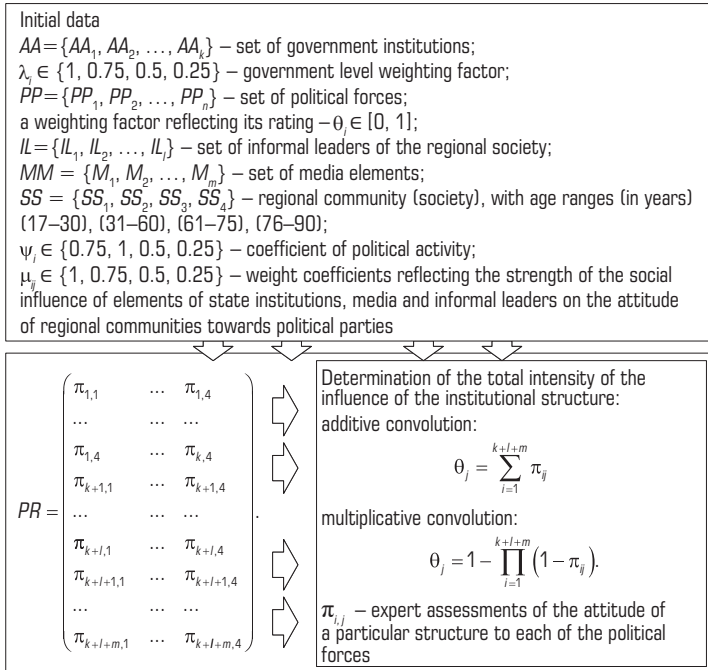 Initial data
AA={AA₁, AA₂, …, AAₖ} – set of government institutions;
λᵢ ∈ {1, 0.75, 0.5, 0.25} – government level weighting factor;
PP={PP₁, PP₂, …, PPₙ} – set of political forces;
a weighting factor reflecting its rating – θᵢ ∈ [0, 1];
IL={IL₁, IL₂, …, ILₗ} – set of informal leaders of the regional society;
MM = {M₁, M₂, …, Mₘ} – set of media elements;
SS = {SS₁, SS₂, SS₃, SS₄} – regional community (society), with age ranges (in years)
(17–30), (31–60), (61–75), (76–90);
ψᵢ ∈ {0.75, 1, 0.5, 0.25} – coefficient of political activity;
μᵢⱼ ∈ {1, 0.75, 0.5, 0.25} – weight coefficients reflecting the strength of the social
influence of elements of state institutions, media and informal leaders on the attitude
of regional communities towards political parties
PR =
π₁,₁ … π₁,₄
… … …
π₁,₄ … πₖ,₄
πₖ₊₁,₁ … πₖ₊₁,₄
… … …
πₖ₊ₗ,₁ … πₖ₊ₗ,₄
πₖ₊ₗ₊₁,₁ … πₖ₊ₗ₊₁,₄
… … …
πₖ₊ₗ₊ₘ,₁ … πₖ₊ₗ₊ₘ,₄
.
Determination of the total intensity of the
influence of the institutional structure:
additive convolution:
θⱼ = ∑ᵢ₌₁ᵏ⁺ˡ⁺ᵐ πᵢⱼ
multiplicative convolution:
θⱼ = 1 – ∏ᵢ₌₁ᵏ⁺ˡ⁺ᵐ (1 – πᵢⱼ).
πᵢ,ⱼ – expert assessments of the attitude of
a particular structure to each of the political
forces